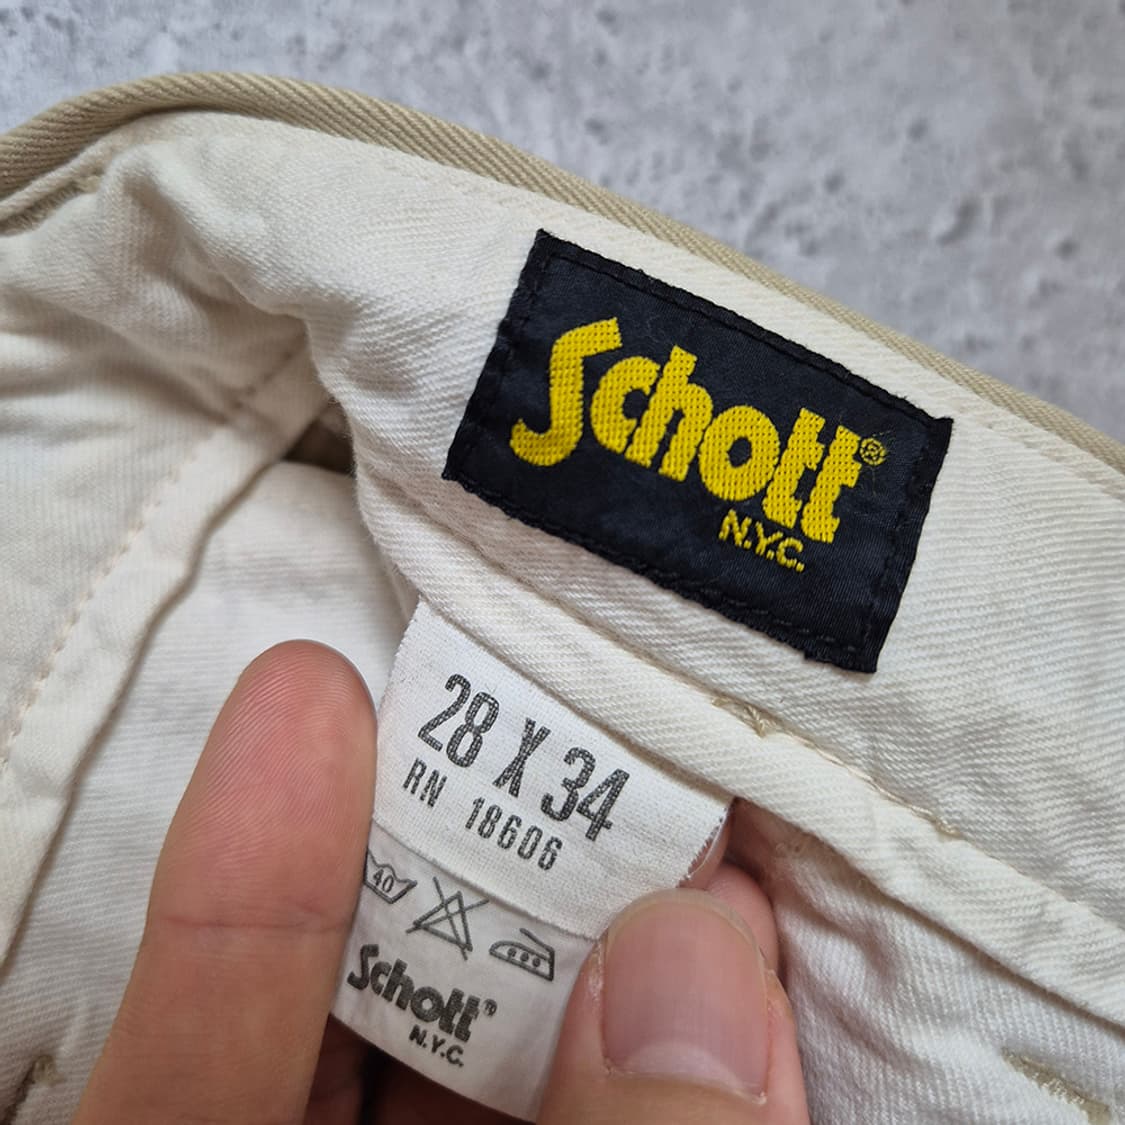 Schott®
N.Y.C.
28 X 34
RN 18606
40
Schott®
N.Y.C.